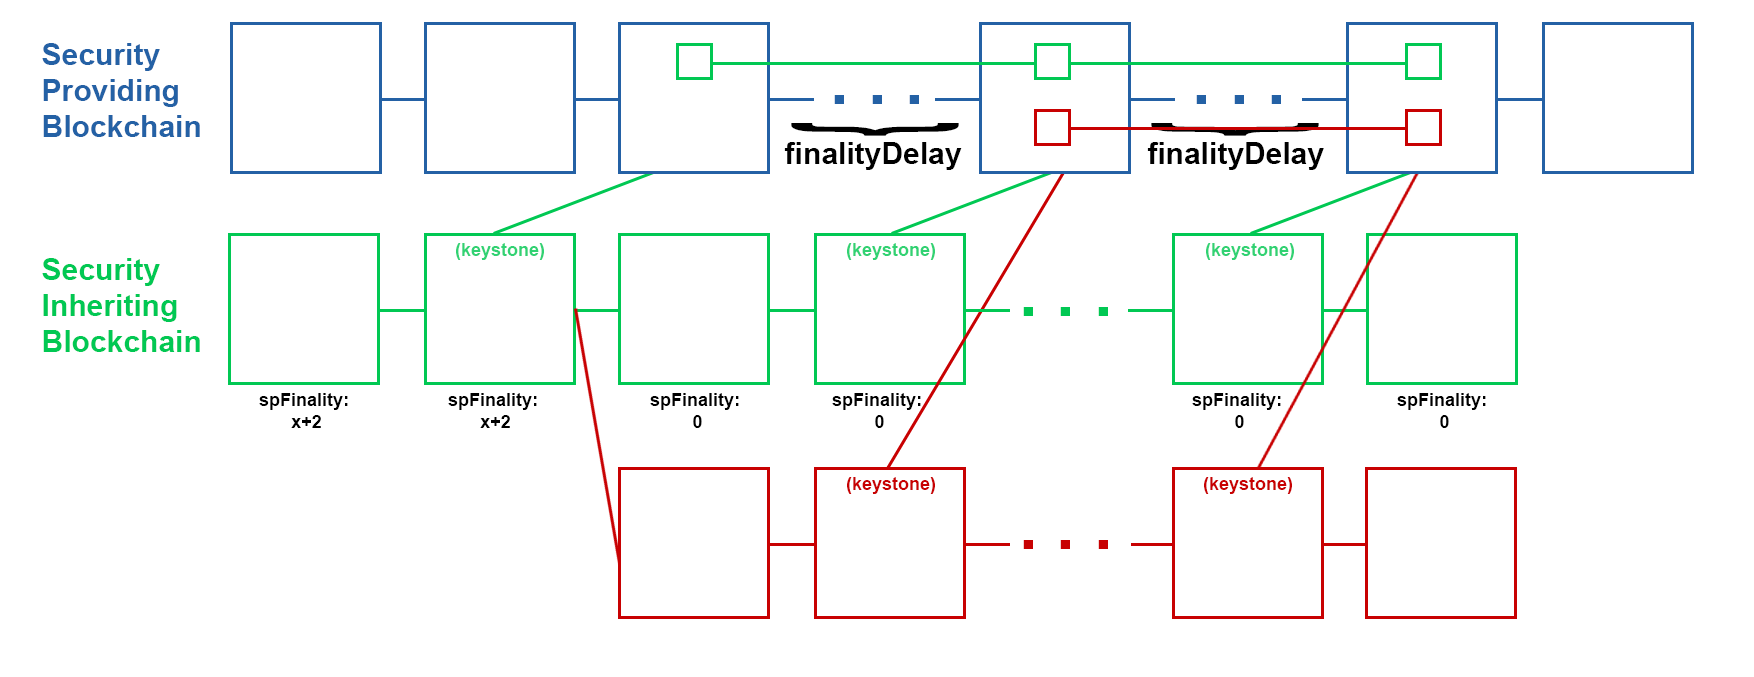 Security
Providing
Blockchain
finalityDelay
finalityDelay
Security
Inheriting
Blockchain
(keystone)
(keystone)
(keystone)
spFinality:
x+2
spFinality:
x+2
spFinality:
0
spFinality:
0
spFinality:
0
spFinality:
0
(keystone)
(keystone)